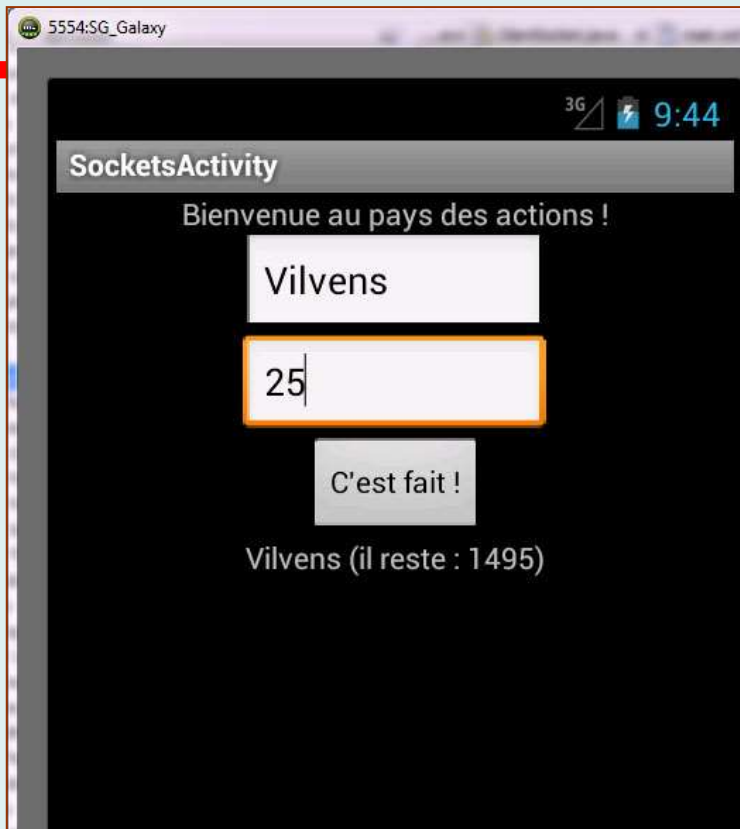 5554:SG_Galaxy
3G 9:44
SocketsActivity
Bienvenue au pays des actions !
Vilvens
25
C'est fait !
Vilvens (il reste : 1495)